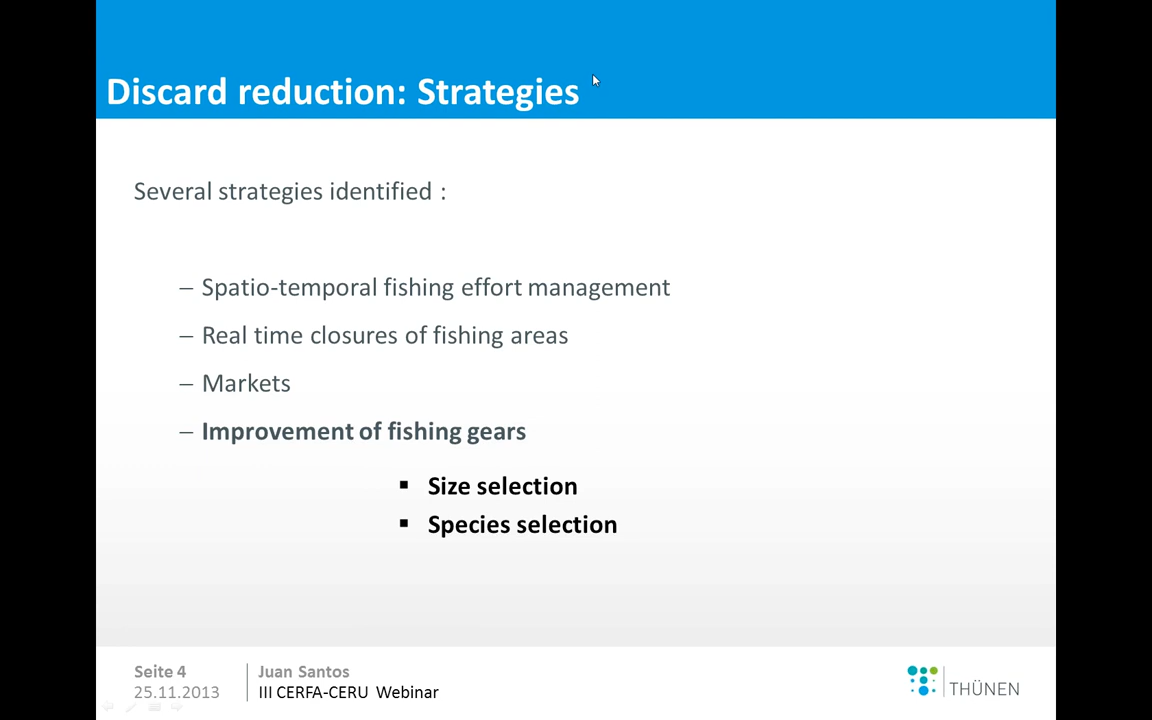 Discard reduction: Strategies
Several strategies identified :
– Spatio-temporal fishing effort management
– Real time closures of fishing areas
– Markets
– Improvement of fishing gears
▪ Size selection
▪ Species selection
Seite 4
25.11.2013
Juan Santos
III CERFA-CERU Webinar
THÜNEN